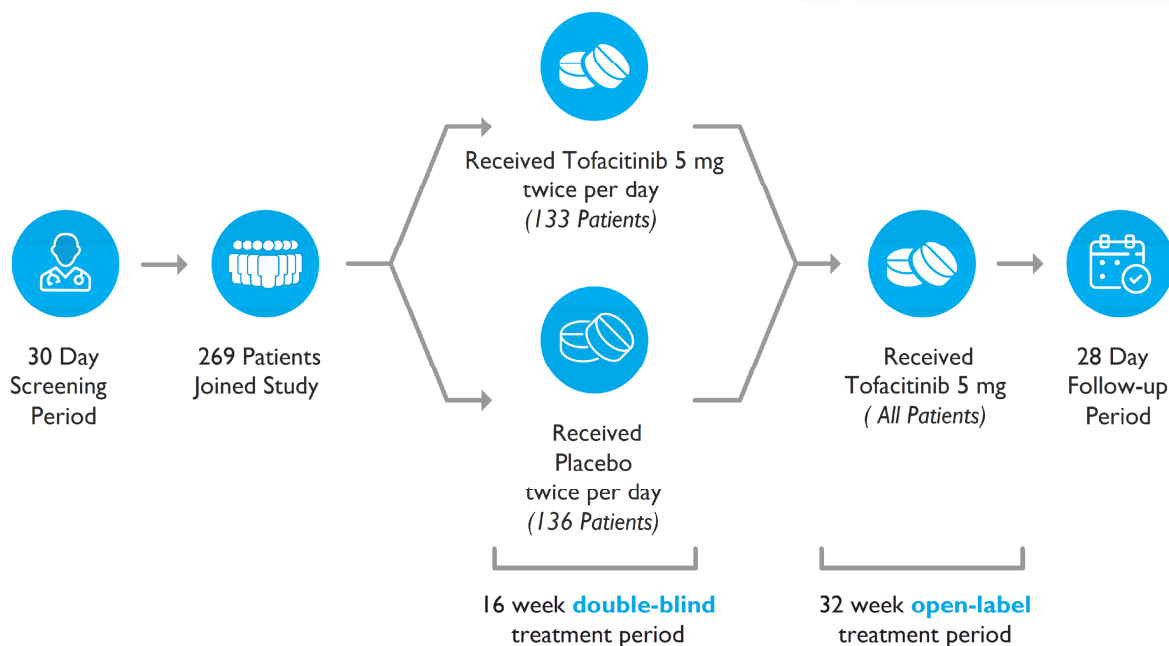 30 Day
Screening
Period
269 Patients
Joined Study
Received Tofacitinib 5 mg
twice per day
(133 Patients)
Received
Placebo
twice per day
(136 Patients)
16 week double-blind
treatment period
Received
Tofacitinib 5 mg
( All Patients)
32 week open-label
treatment period
28 Day
Follow-up
Period